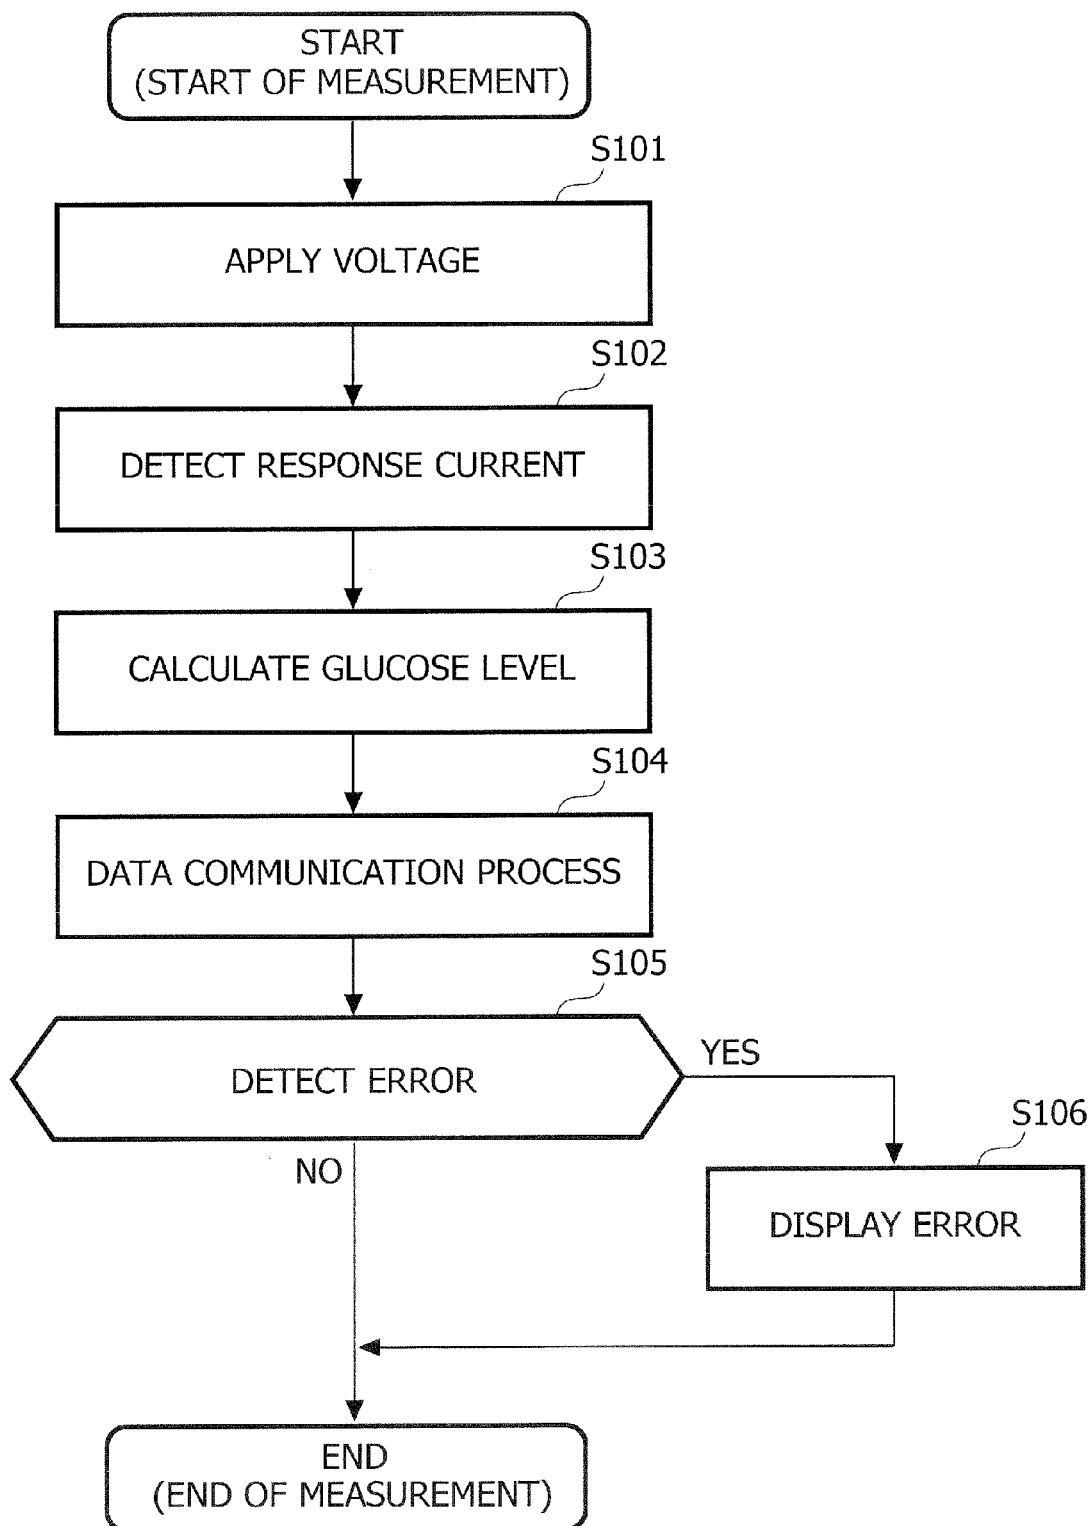 START
(START OF MEASUREMENT)
S101
APPLY VOLTAGE
S102
DETECT RESPONSE CURRENT
S103
CALCULATE GLUCOSE LEVEL
S104
DATA COMMUNICATION PROCESS
S105
DETECT ERROR
YES
S106
NO
DISPLAY ERROR
END
(END OF MEASUREMENT)